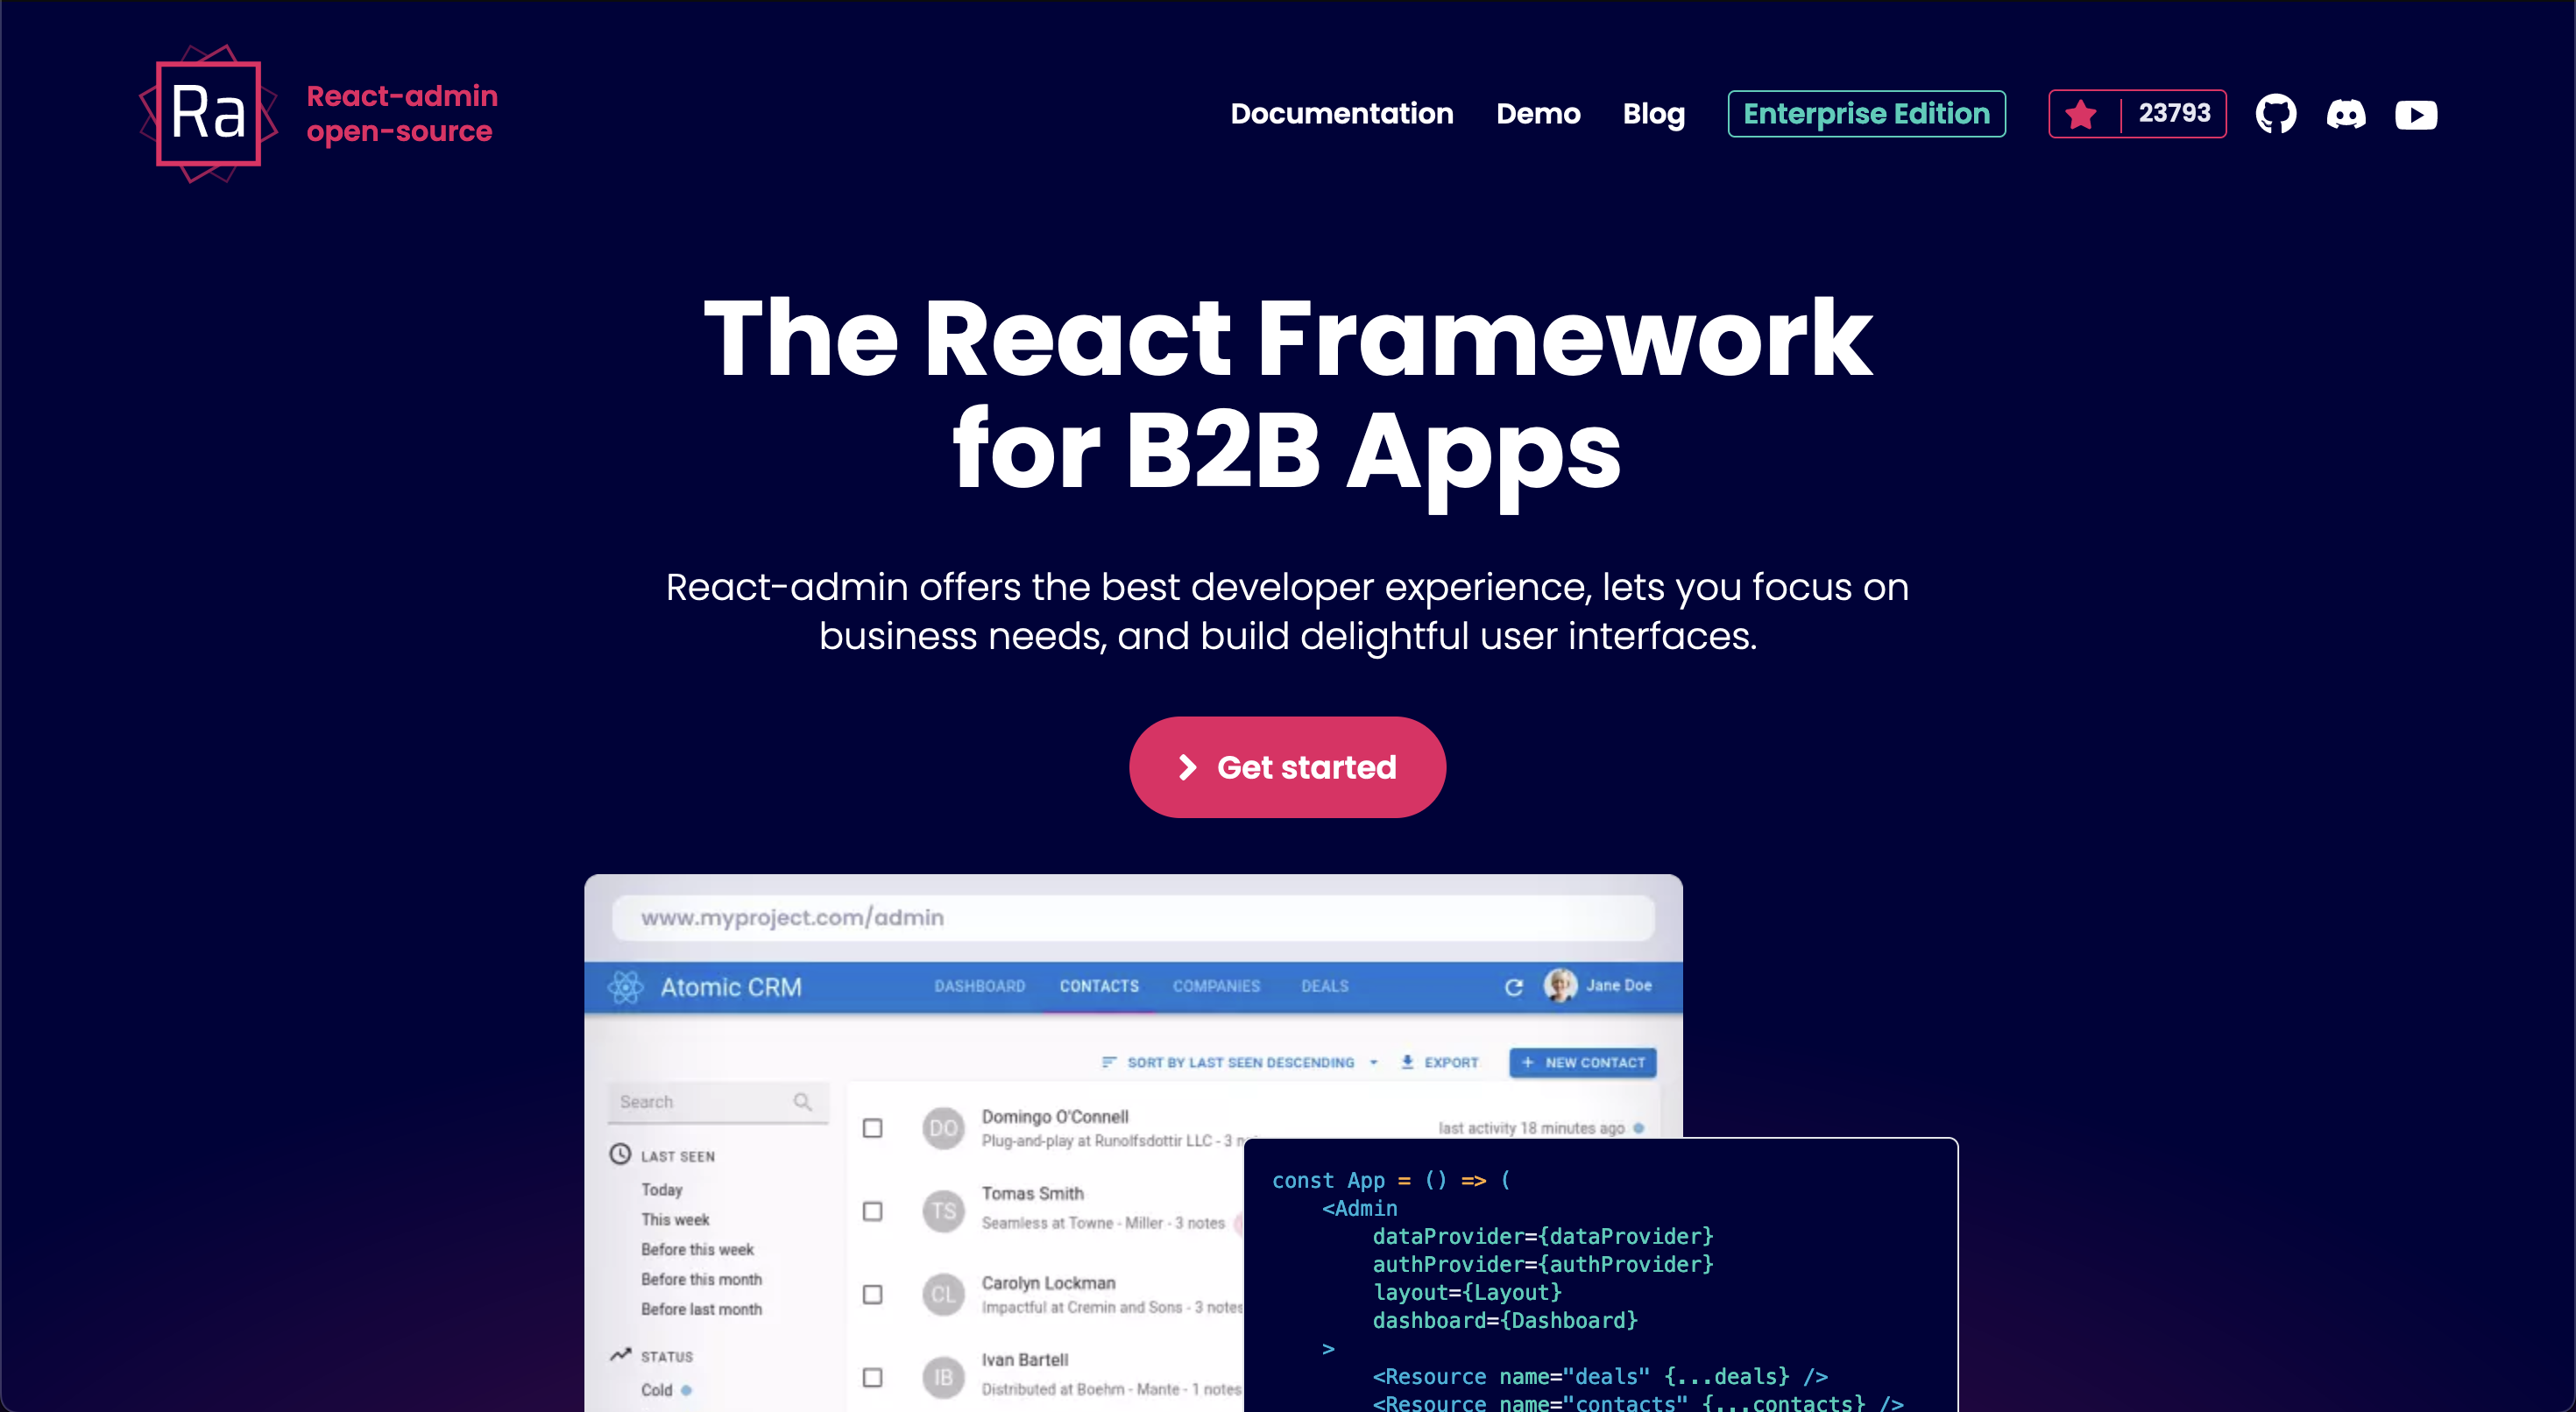 Ra
React-admin
open-source
Documentation Demo Blog Enterprise Edition 23793
The React Framework
for B2B Apps
React-admin offers the best developer experience, lets you focus on
business needs, and build delightful user interfaces.
Get started
www.myproject.com/admin
Atomic CRM DASHBOARD CONTACTS COMPANIES DEALS Jane Doe
SORT BY LAST SEEN DESCENDING EXPORT + NEW CONTACT
Search
LAST SEEN
Today
This week
Before this week
Before this month
Before last month
STATUS
Cold
DO Domingo O'Connell
Plug-and-play at Runolfsdottir LLC - 3
last activity 18 minutes ago
TS Tomas Smith
Seamless at Towne - Miller - 3 notes
CL Carolyn Lockman
Impactful at Cremin and Sons - 3 notes
IB Ivan Bartell
Distributed at Boehm - Mante - 1 notes
const App = () => (
<Admin
dataProvider={dataProvider}
authProvider={authProvider}
layout={Layout}
dashboard={Dashboard}
>
<Resource name="deals" {...deals} />
<Resource name="contacts" {...contacts} />